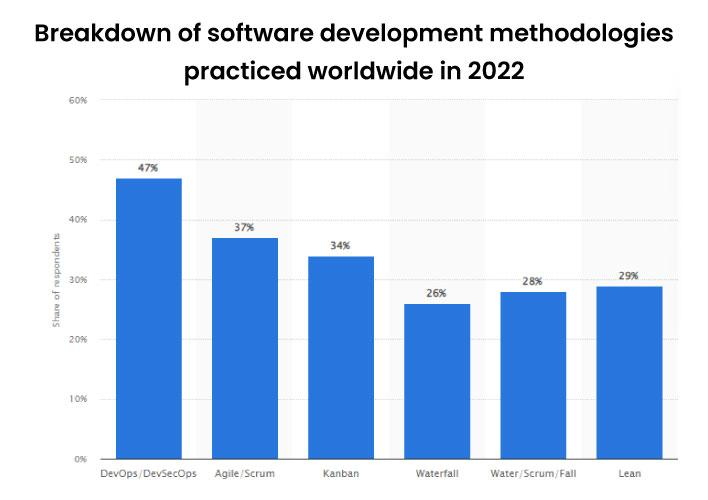 Breakdown of software development methodologies
practiced worldwide in 2022
60%
50%
40%
30%
20%
10%
0%
Share of respondents
47%
37%
34%
26%
28%
29%
DevOps/DevSecOps
Agile/Scrum
Kanban
Waterfall
Water/Scrum/Fall
Lean